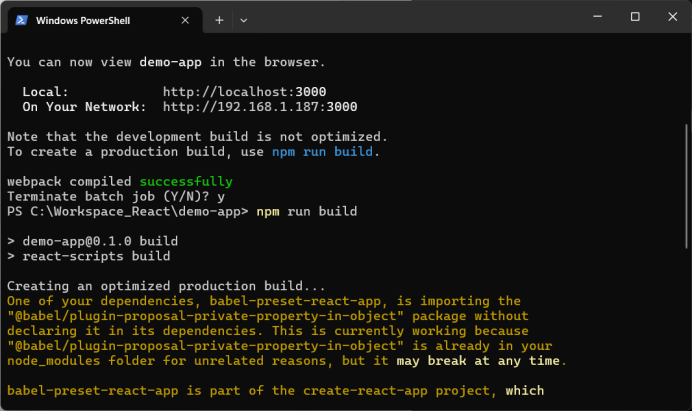 Windows PowerShell
You can now view demo-app in the browser.
Local: http://localhost:3000
On Your Network: http://192.168.1.187:3000
Note that the development build is not optimized.
To create a production build, use npm run build.
webpack compiled successfully
Terminate batch job (Y/N)? y
PS C:\Workspace_React\demo-app> npm run build
> demo-app@0.1.0 build
> react-scripts build
Creating an optimized production build...
One of your dependencies, babel-preset-react-app, is importing the
"@babel/plugin-proposal-private-property-in-object" package without
declaring it in its dependencies. This is currently working because
"@babel/plugin-proposal-private-property-in-object" is already in your
node_modules folder for unrelated reasons, but it may break at any time.
babel-preset-react-app is part of the create-react-app project, which